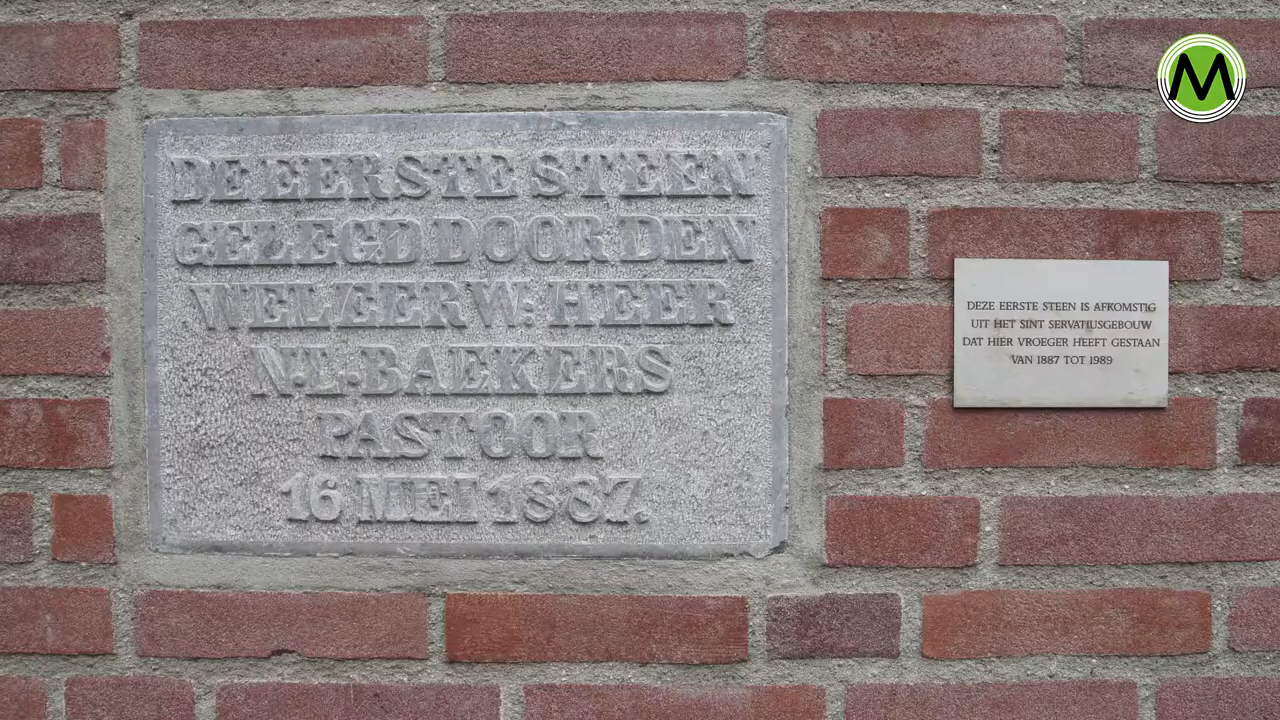 DE EERSTE STEEN
GELEGD DOOR DEN
WELEER W: HEER
N.L. BAEKERS
PASTOOR
16 MEI 1887.
DEZE EERSTE STEEN IS AFKOMSTIG
UIT HET SINT SERVATIUSGEBOUW
DAT HIER VROEGER HEEFT GESTAAN
VAN 1887 TOT 1989
M